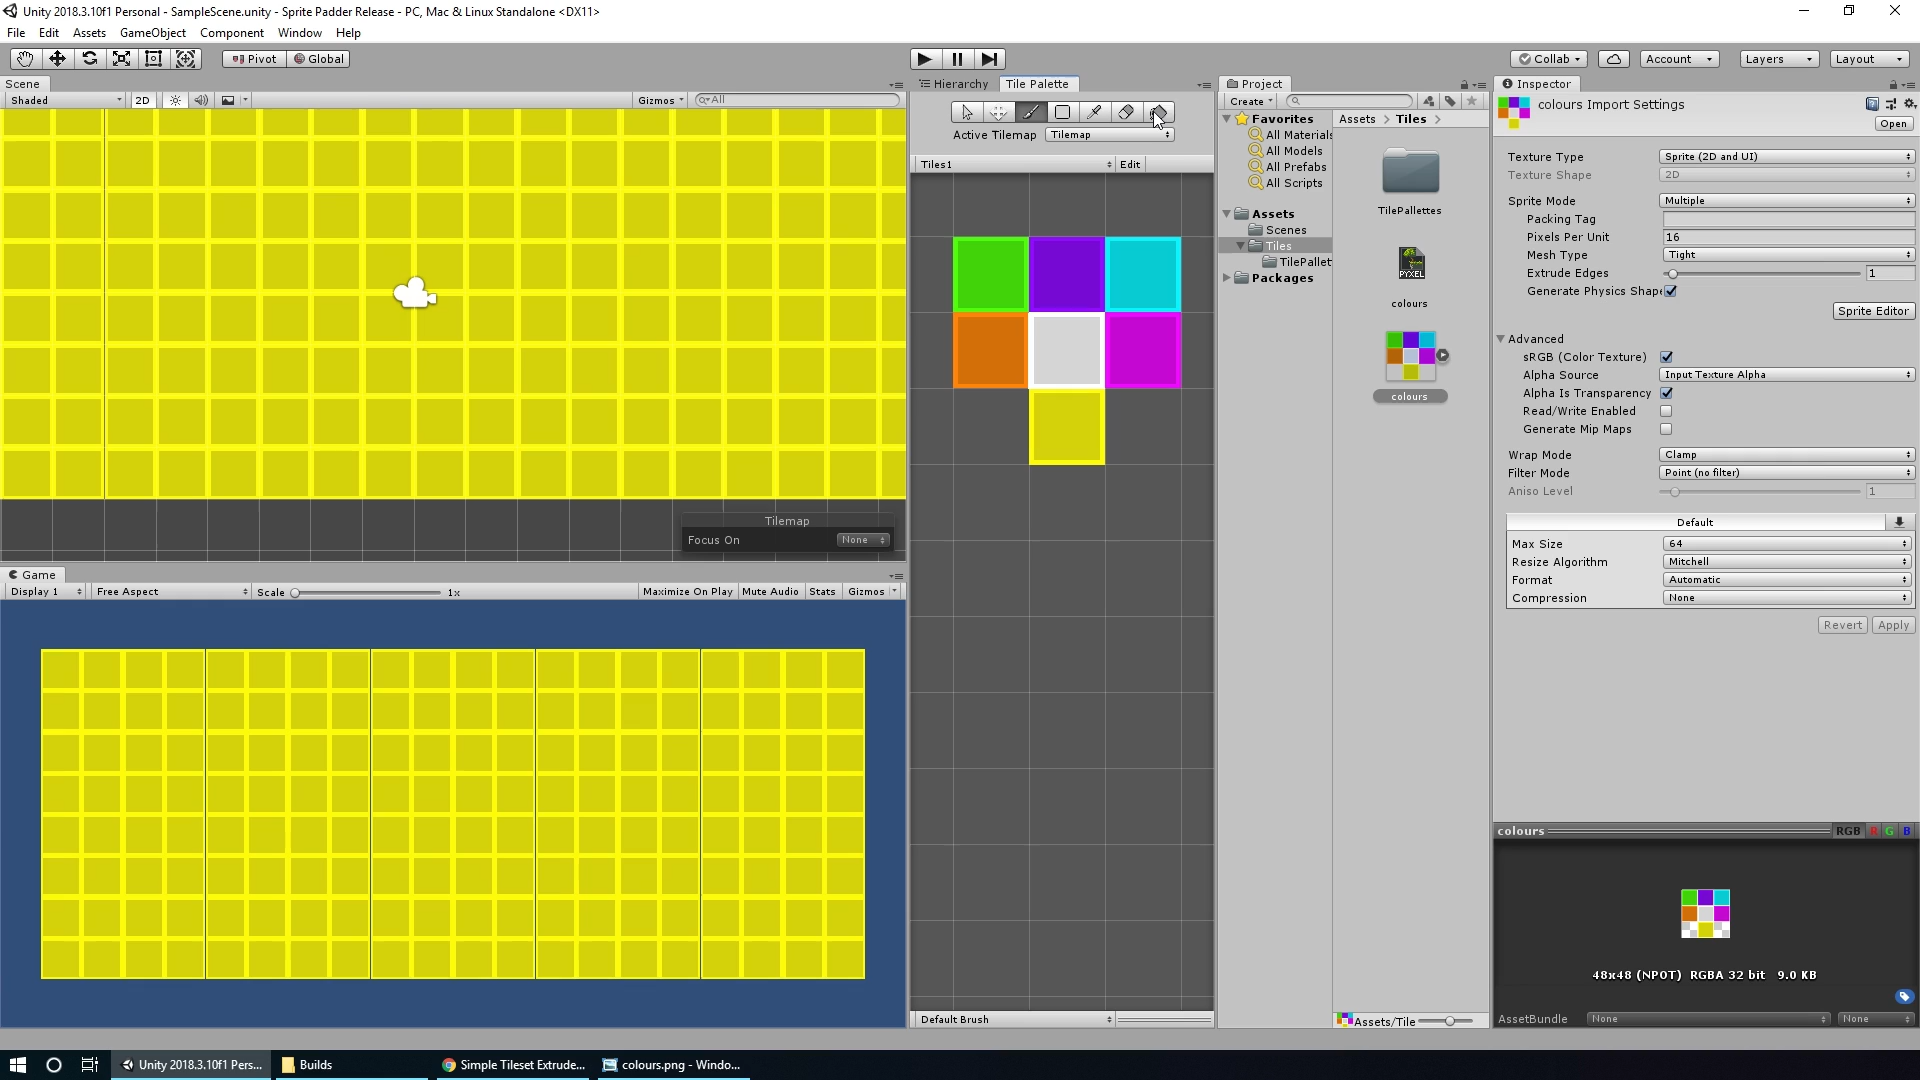 Unity 2018.3.10f1 Personal - SampleScene.unity - Sprite Padder Release - PC, Mac & Linux Standalone <DX11>
File Edit Assets GameObject Component Window Help
Pivot Global
Collab Account Layers Layout
Scene
Shaded 2D Gizmos All
Tilemap
Focus On None
Game
Display 1 Free Aspect Scale 1x Maximize On Play Mute Audio Stats Gizmos
Hierarchy Tile Palette
Active Tilemap Tilemap
Tiles1 Edit
Default Brush
Project
Create
Favorites
All Materials
All Models
All Prefabs
All Scripts
Assets
Scenes
Tiles
TilePallet
Packages
Assets > Tiles >
TilePallettes
PYXEL
colours
colours
Assets/Tile
Inspector
colours Import Settings
Open
Texture Type Sprite (2D and UI)
Texture Shape 2D
Sprite Mode Multiple
Packing Tag
Pixels Per Unit 16
Mesh Type Tight
Extrude Edges 1
Generate Physics Shap
Sprite Editor
Advanced
sRGB (Color Texture)
Alpha Source Input Texture Alpha
Alpha Is Transparency
Read/Write Enabled
Generate Mip Maps
Wrap Mode Clamp
Filter Mode Point (no filter)
Aniso Level 1
Default
Max Size 64
Resize Algorithm Mitchell
Format Automatic
Compression None
Revert Apply
colours RGB R G B
48x48 (NPOT) RGBA 32 bit 9.0 KB
AssetBundle None None
Unity 2018.3.10f1 Pers... Builds Simple Tileset Extrude... colours.png - Windo...